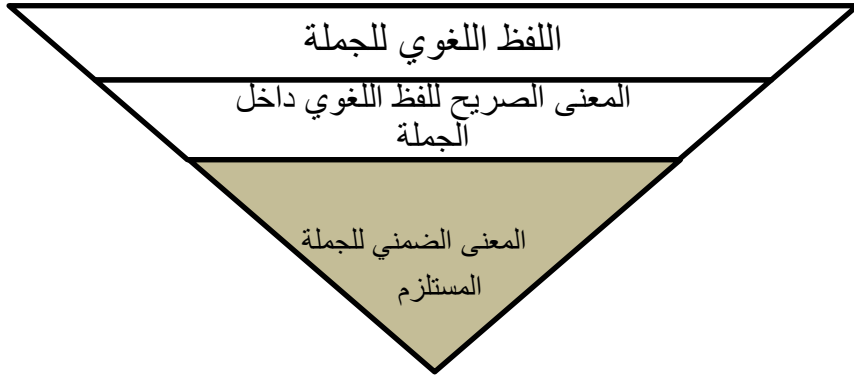 اللفظ اللغوي للجملة
المعنى الصريح للفظ اللغوي داخل
الجملة
المعنى الضمني للجملة
المستلزم